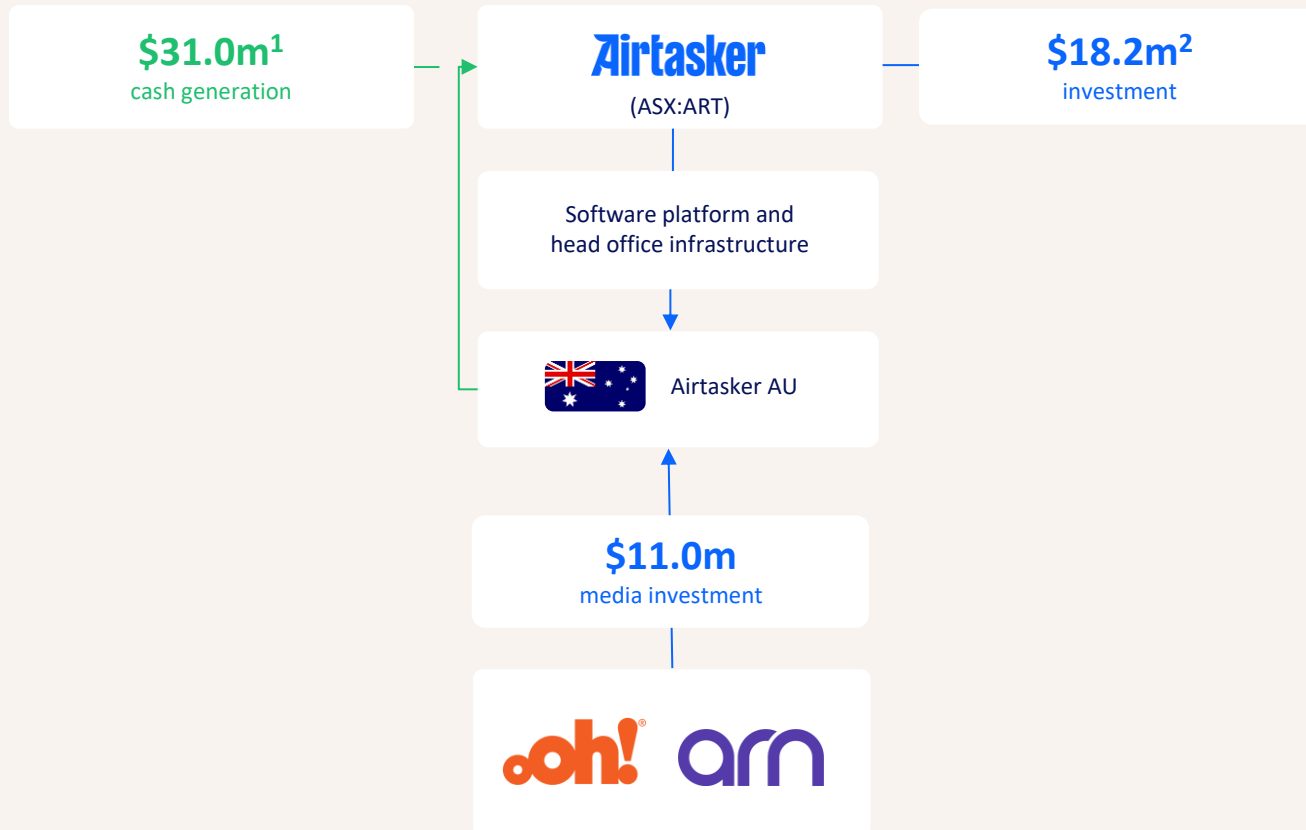 $31.0m¹
cash generation
Airtasker
(ASX:ART)
$18.2m²
investment
Software platform and
head office infrastructure
Airtasker AU
$11.0m
media investment
oOh!®
arn